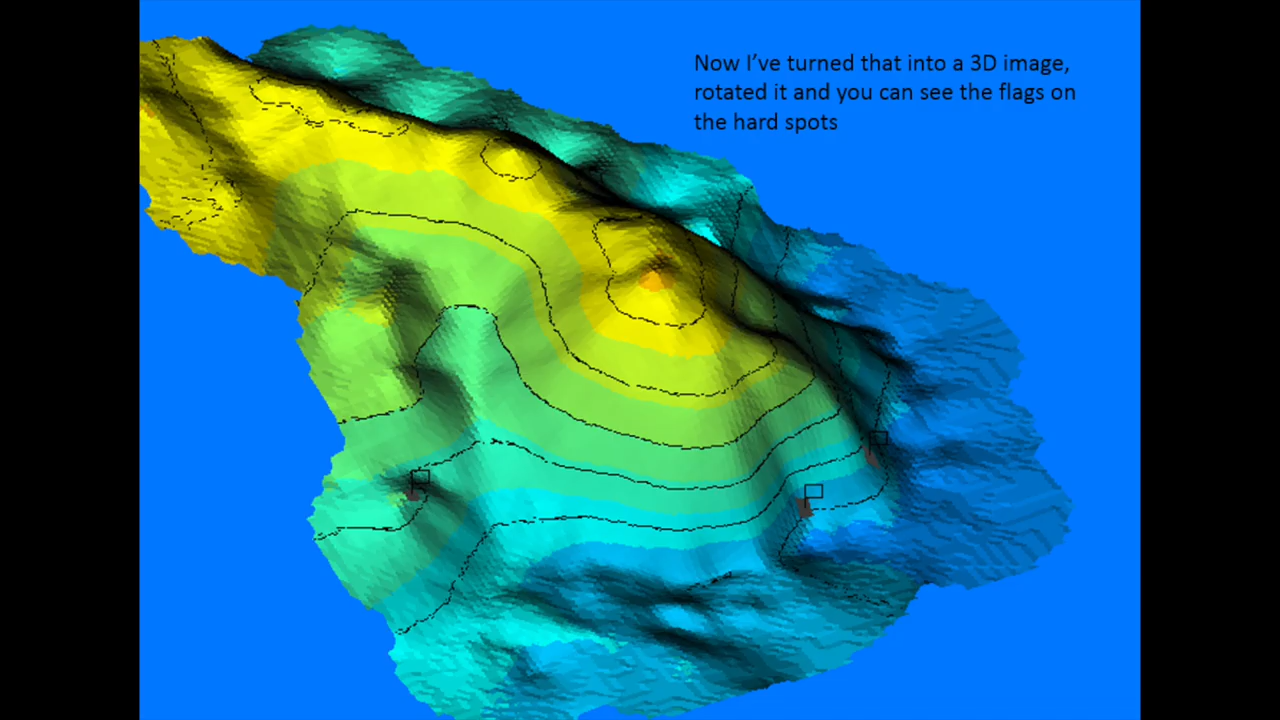 Now I’ve turned that into a 3D image,
rotated it and you can see the flags on
the hard spots